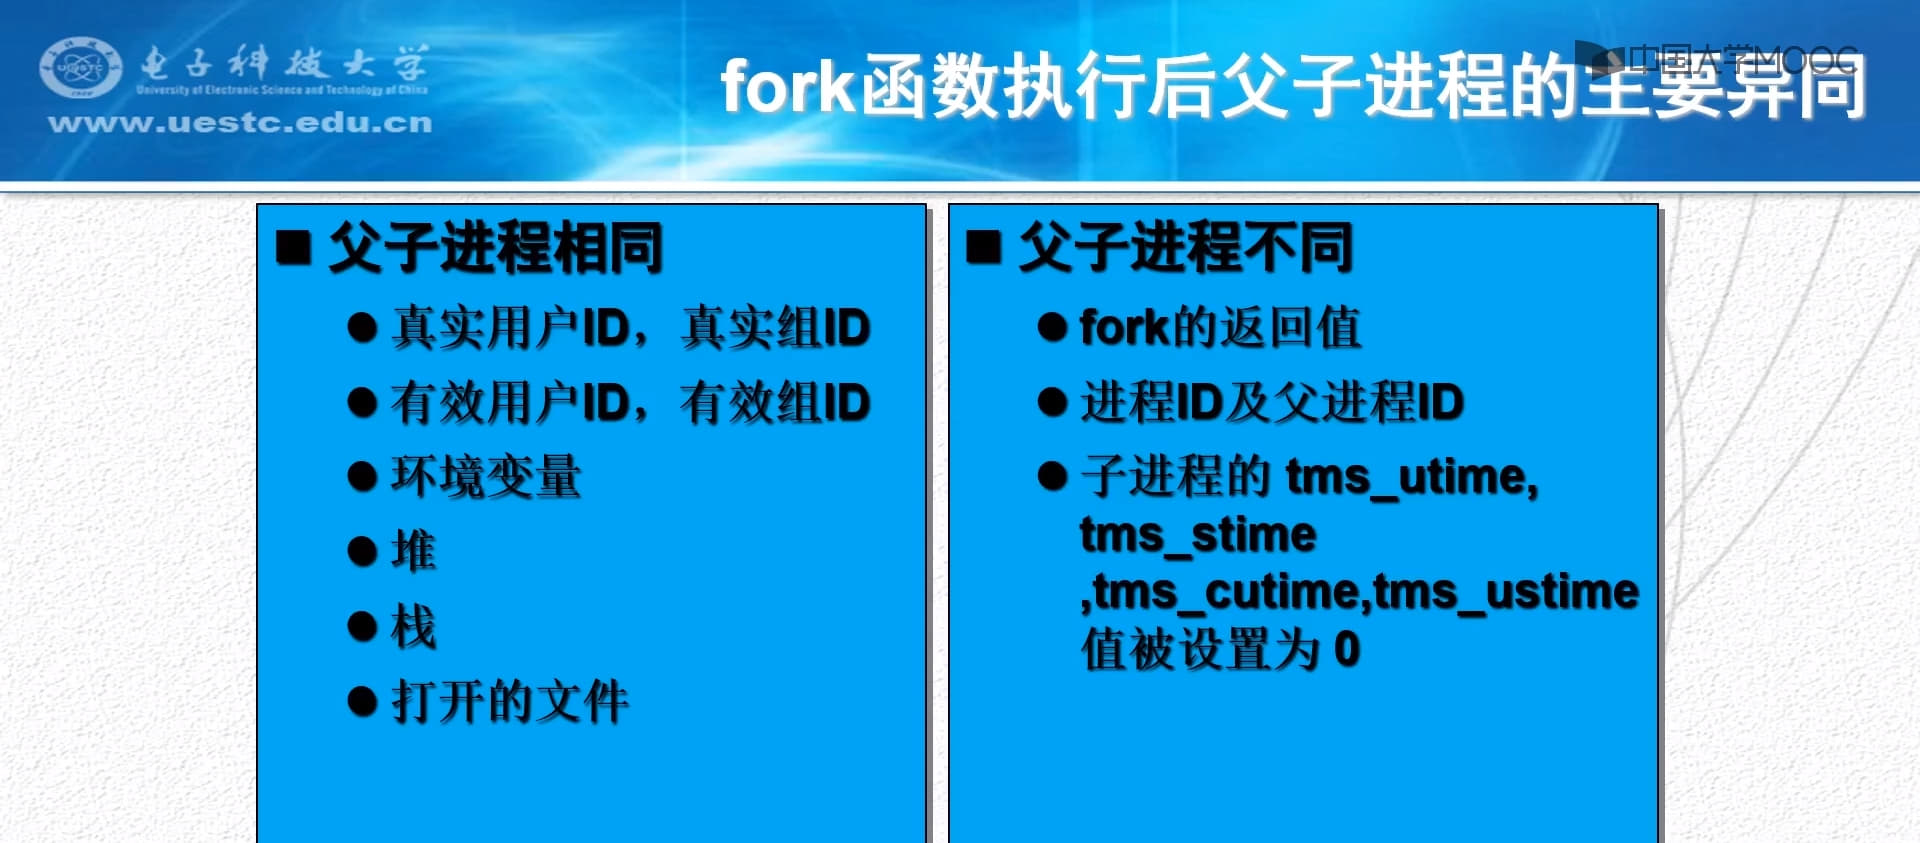 电子科技大学
University of Electronic Science and Technology of China
www.uestc.edu.cn
中国大学MOOC
fork函数执行后父子进程的主要异同
■ 父子进程相同
● 真实用户ID，真实组ID
● 有效用户ID，有效组ID
● 环境变量
● 堆
● 栈
● 打开的文件
■ 父子进程不同
● fork的返回值
● 进程ID及父进程ID
● 子进程的 tms_utime,
tms_stime
,tms_cutime,tms_ustime
值被设置为 0